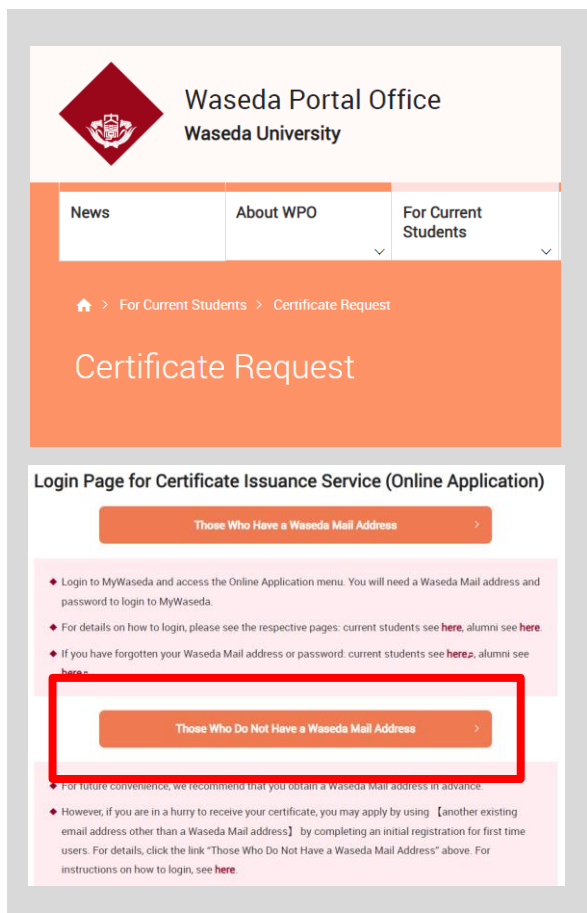 Waseda Portal Office
Waseda University
News
About WPO
For Current
Students
> For Current Students > Certificate Request
Certificate Request
Login Page for Certificate Issuance Service (Online Application)
Those Who Have a Waseda Mail Address >
◆ Login to MyWaseda and access the Online Application menu. You will need a Waseda Mail address and
password to login to MyWaseda.
◆ For details on how to login, please see the respective pages: current students see here, alumni see here.
◆ If you have forgotten your Waseda Mail address or password: current students see here, alumni see
here
Those Who Do Not Have a Waseda Mail Address >
◆ For future convenience, we recommend that you obtain a Waseda Mail address in advance.
◆ However, if you are in a hurry to receive your certificate, you may apply by using 【another existing
email address other than a Waseda Mail address】 by completing an initial registration for first time
users. For details, click the link "Those Who Do Not Have a Waseda Mail Address" above. For
instructions on how to login, see here.